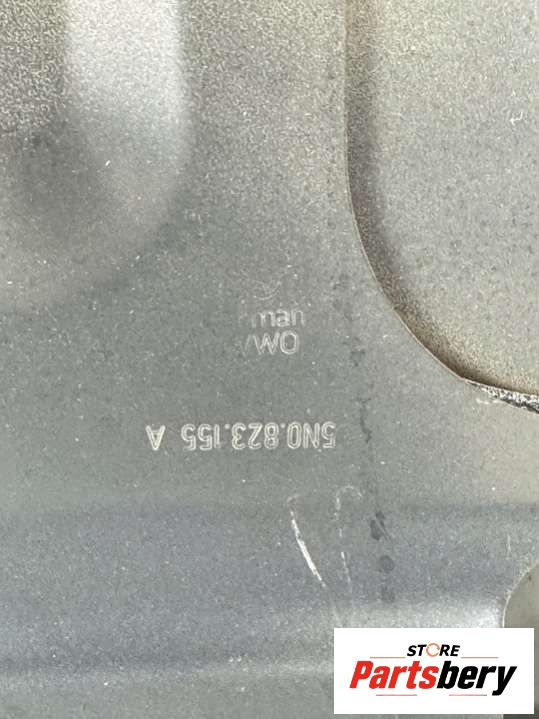 man
VWO
5N0.823.155 A
STORE
Partsbery